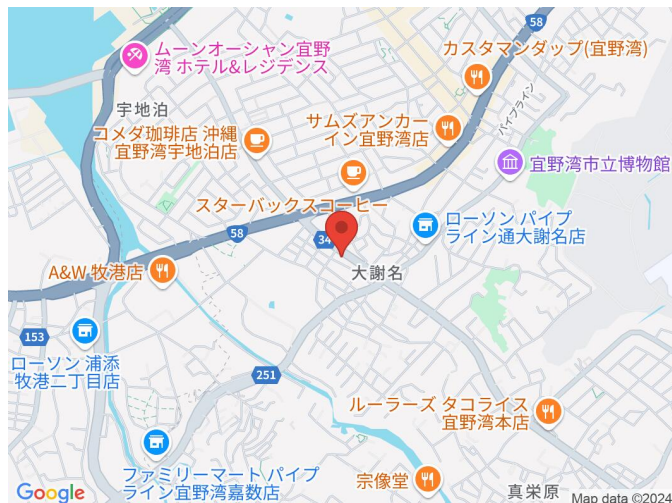 58
ムーンオーシャン宜野
湾 ホテル&レジデンス
カスタマンダップ(宜野湾)
宇地泊
コメダ珈琲店 沖縄
宜野湾宇地泊店
サムズアンカー
イン宜野湾店
パイプライン
宜野湾市立博物館
スターバックスコーヒー
ローソン パイプ
ライン通大謝名店
58
34
大謝名
A&W 牧港店
153
ローソン 浦添
牧港二丁目店
251
ルーラーズ タコライス
宜野湾本店
ファミリーマート パイプ
ライン宜野湾嘉数店
宗像堂
真栄原
Google
Map data ©2024
58